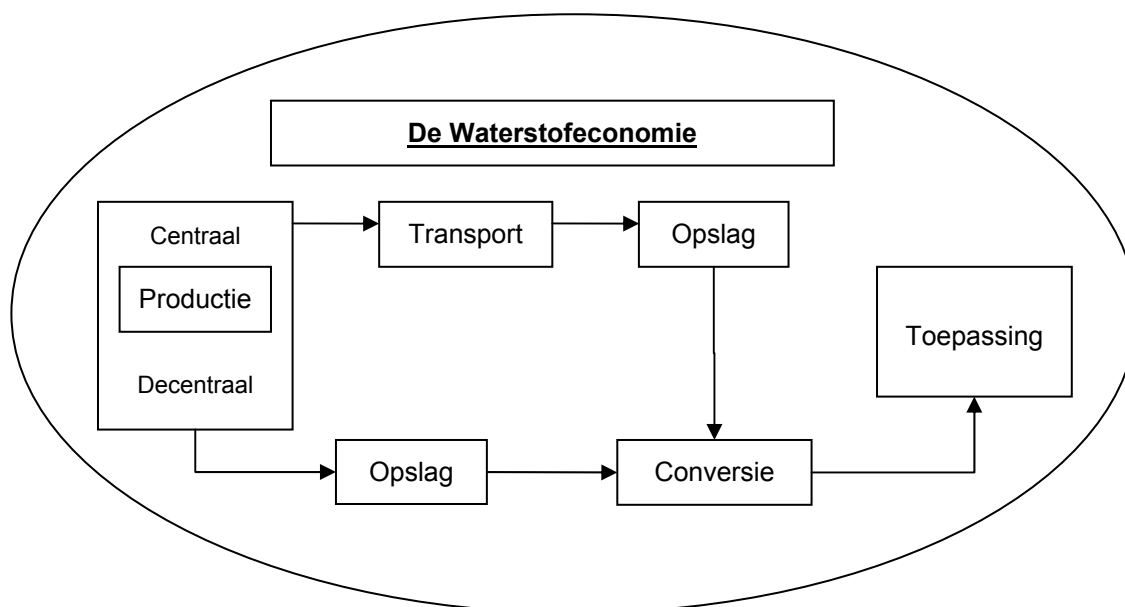 De Waterstofeconomie
Centraal
Productie
Decentraal
Transport
Opslag
Toepassing
Opslag
Conversie